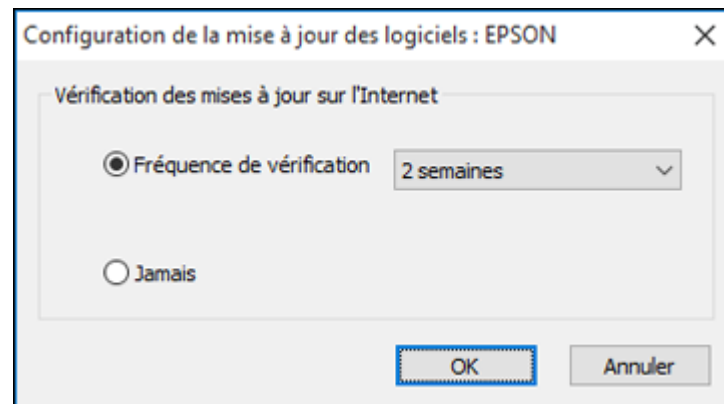 Configuration de la mise à jour des logiciels : EPSON
Vérification des mises à jour sur l'Internet
Fréquence de vérification 2 semaines
Jamais
OK Annuler